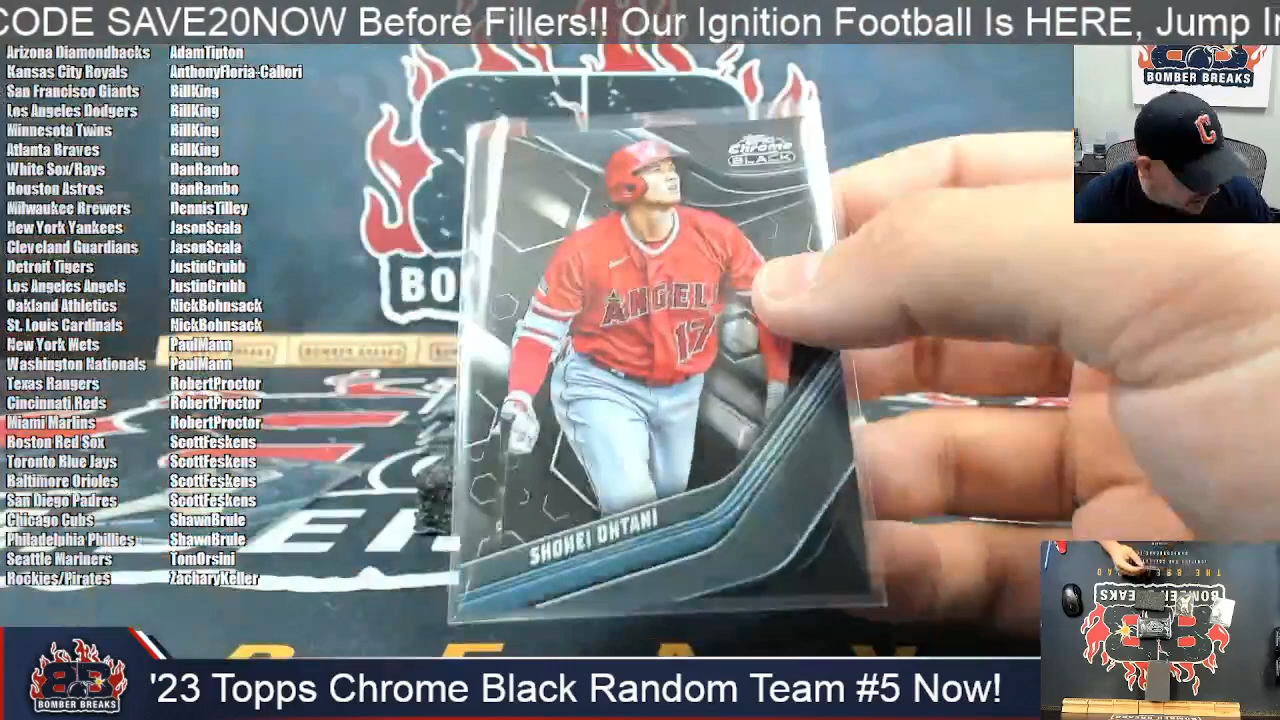 CODE SAVE20NOW Before Fillers!! Our Ignition Football Is HERE, Jump In
Arizona Diamondbacks AdamTipton
Kansas City Royals AnthonyFloria-Callori
San Francisco Giants BillKing
Los Angeles Dodgers BillKing
Minnesota Twins BillKing
Atlanta Braves BillKing
White Sox/Rays DanRambo
Houston Astros DanRambo
Milwaukee Brewers DennisTilley
New York Yankees JasonScala
Cleveland Guardians JasonScala
Detroit Tigers JustinGrubb
Los Angeles Angels JustinGrubb
Oakland Athletics NickBohnsack
St. Louis Cardinals NickBohnsack
New York Mets PaulMann
Washington Nationals PaulMann
Texas Rangers RobertProctor
Cincinnati Reds RobertProctor
Miami Marlins RobertProctor
Boston Red Sox ScottFeskens
Toronto Blue Jays ScottFeskens
Baltimore Orioles ScottFeskens
San Diego Padres ScottFeskens
Chicago Cubs ShawnBrule
Philadelphia Phillies ShawnBrule
Seattle Mariners TomOrsini
Rockies/Pirates ZacharyKeller
Topps
Chrome
BLACK
ANGEL
17
SHOHEI OHTANI
BO
BOMBER BREAKS
BOMBER BREAKS
C
BOMBER BREAKS
'23 Topps Chrome Black Random Team #5 Now!